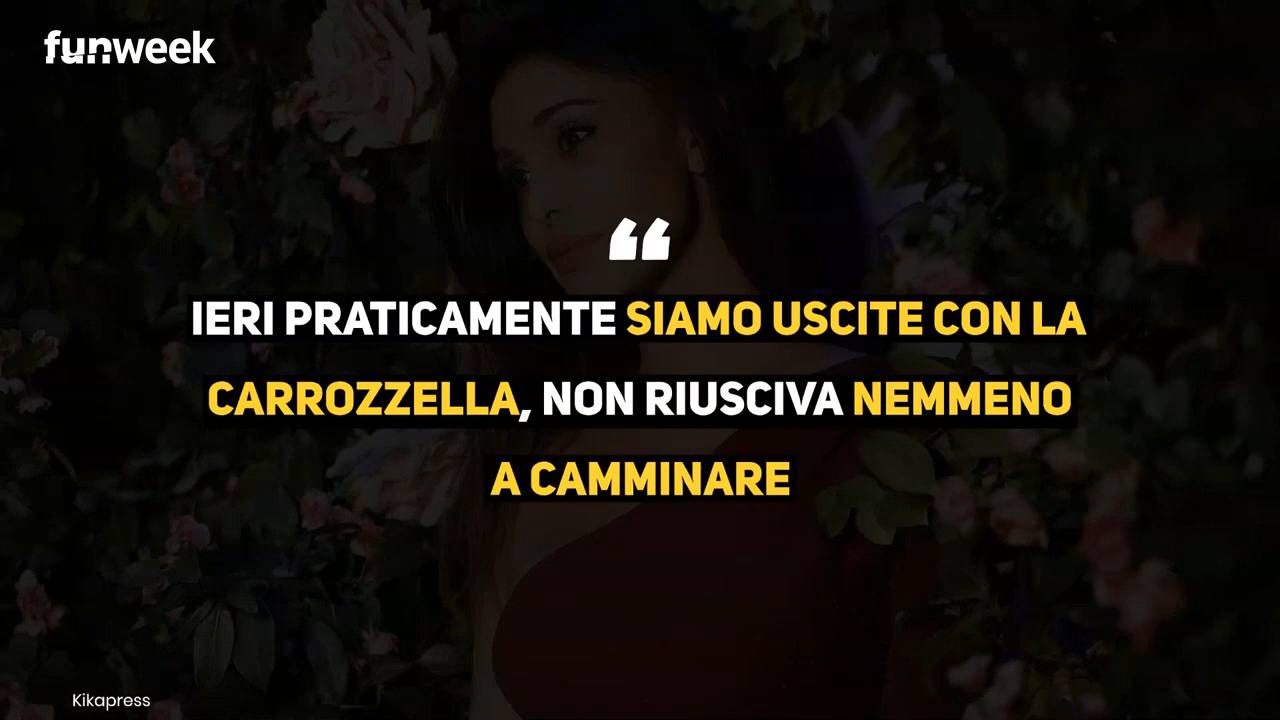 funweek
“
IERI PRATICAMENTE SIAMO USCITE CON LA
CARROZZELLA, NON RIUSCIVA NEMMENO
A CAMMINARE
Kikapress